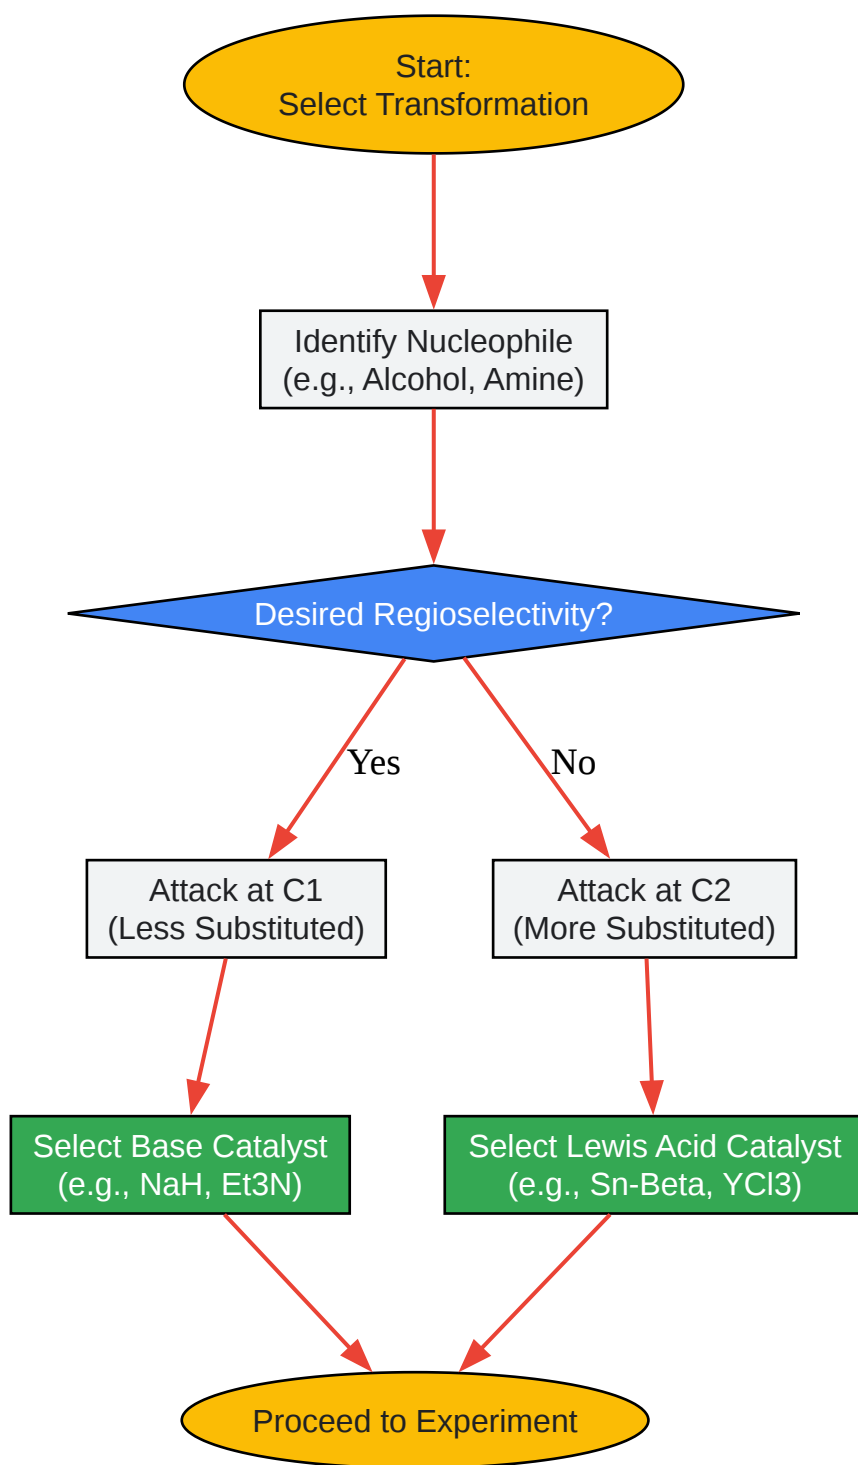 Start:
Select Transformation
Identify Nucleophile
(e.g., Alcohol, Amine)
Desired Regioselectivity?
Yes
No
Attack at C1
(Less Substituted)
Attack at C2
(More Substituted)
Select Base Catalyst
(e.g., NaH, Et3N)
Select Lewis Acid Catalyst
(e.g., Sn-Beta, YCl3)
Proceed to Experiment